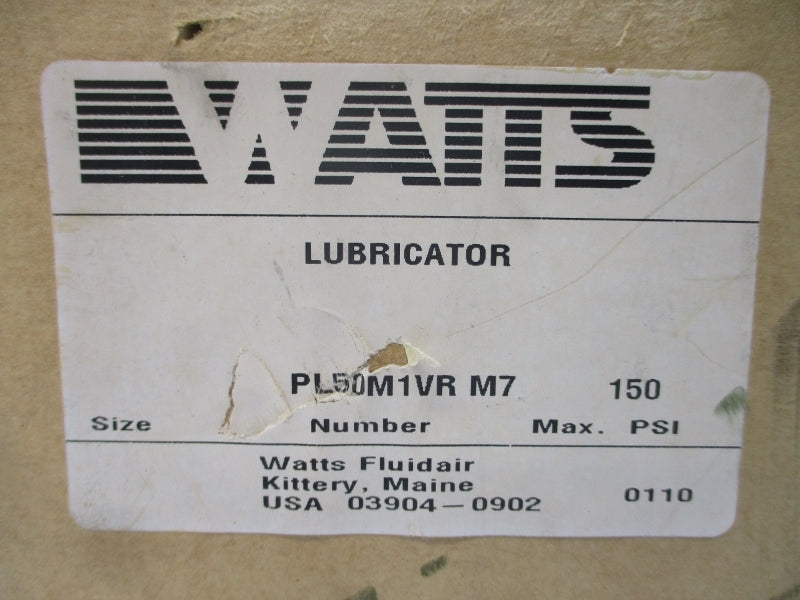 WATTS
LUBRICATOR
PL50M1VR M7 150
Size Number Max. PSI
Watts Fluidair
Kittery, Maine
USA 03904-0902 0110